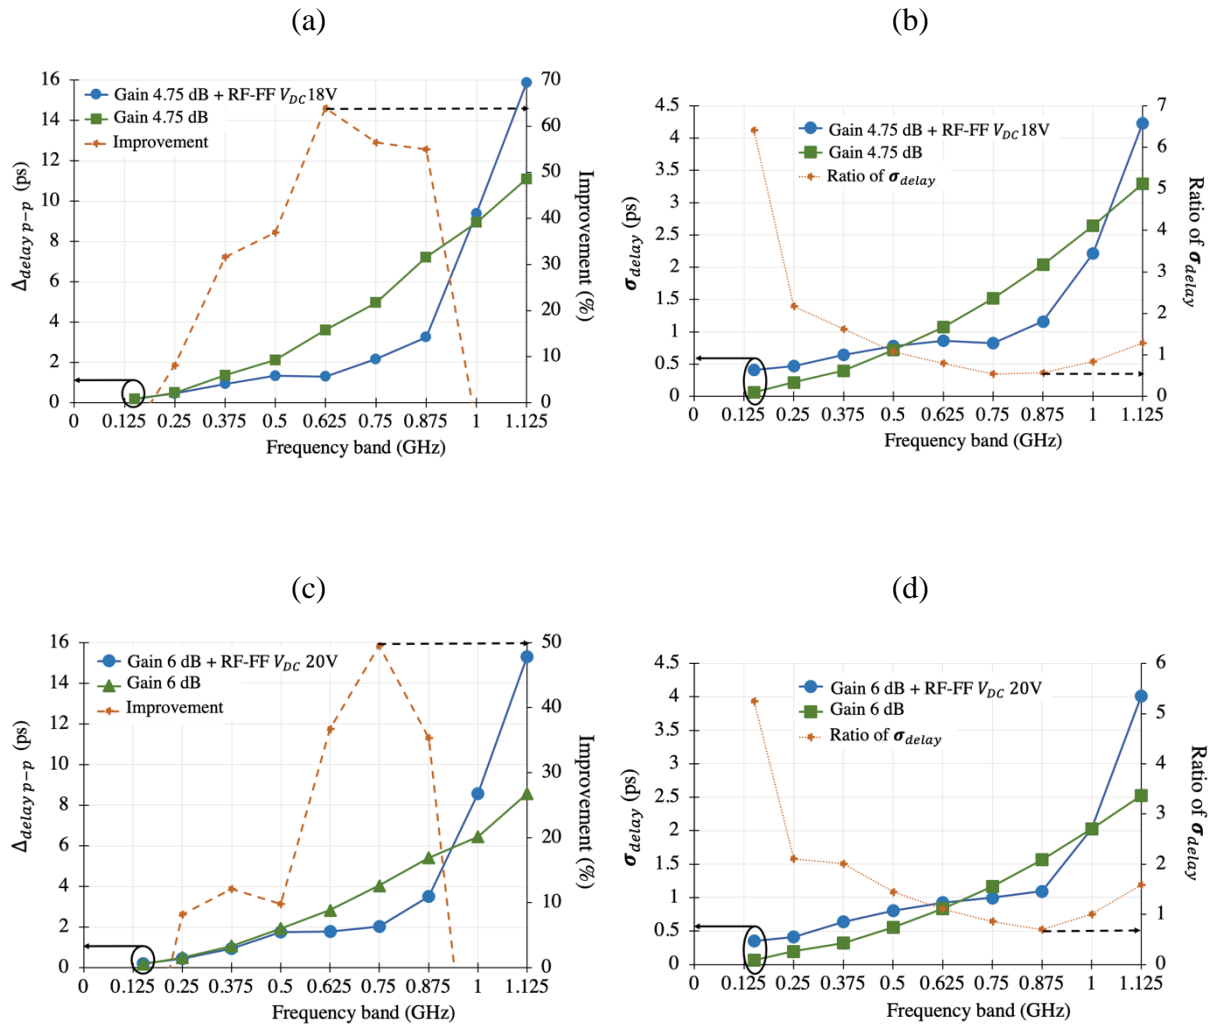 (a)
Gain 4.75 dB + RF-FF V_DC 18V
Gain 4.75 dB
Improvement
Δ_delay p−p (ps)
16
14
12
10
8
6
4
2
0
70
60
50
40
30
20
10
0
Improvement (%)
0 0.125 0.25 0.375 0.5 0.625 0.75 0.875 1 1.125
Frequency band (GHz)
(b)
Gain 4.75 dB + RF-FF V_DC 18V
Gain 4.75 dB
Ratio of σ_delay
σ_delay (ps)
4.5
4
3.5
3
2.5
2
1.5
1
0.5
0
7
6
5
4
3
2
1
0
Ratio of σ_delay
0 0.125 0.25 0.375 0.5 0.625 0.75 0.875 1 1.125
Frequency band (GHz)
(c)
Gain 6 dB + RF-FF V_DC 20V
Gain 6 dB
Improvement
Δ_delay p−p (ps)
16
14
12
10
8
6
4
2
0
50
40
30
20
10
0
Improvement (%)
0 0.125 0.25 0.375 0.5 0.625 0.75 0.875 1 1.125
Frequency band (GHz)
(d)
Gain 6 dB + RF-FF V_DC 20V
Gain 6 dB
Ratio of σ_delay
σ_delay (ps)
4.5
4
3.5
3
2.5
2
1.5
1
0.5
0
6
5
4
3
2
1
0
Ratio of σ_delay
0 0.125 0.25 0.375 0.5 0.625 0.75 0.875 1 1.125
Frequency band (GHz)